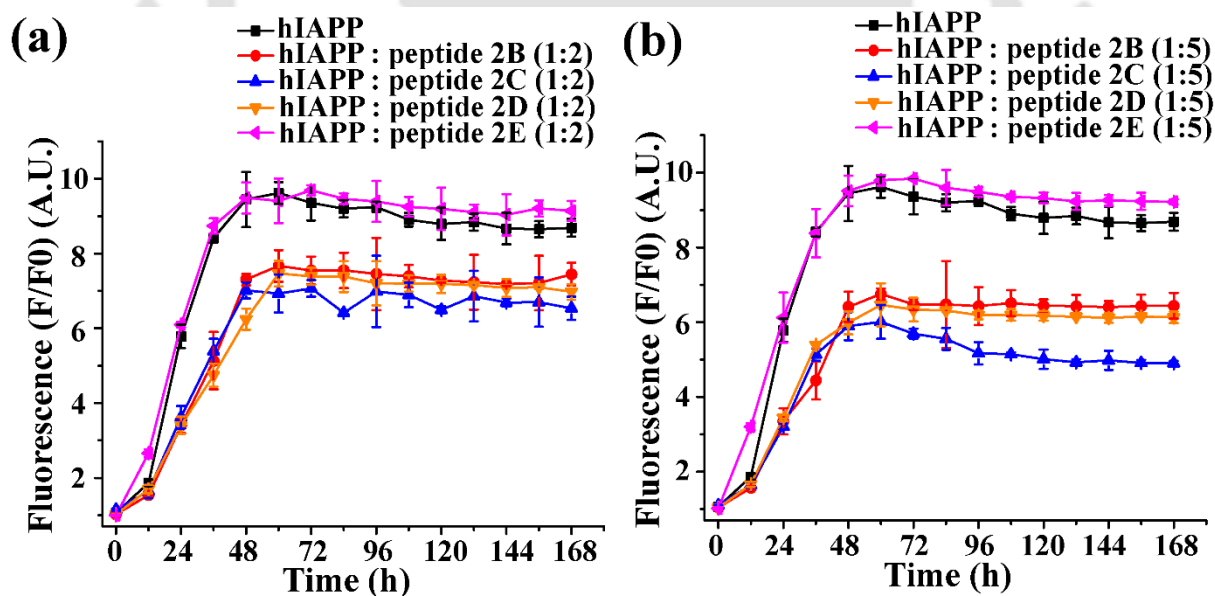 (a)
hIAPP
hIAPP : peptide 2B (1:2)
hIAPP : peptide 2C (1:2)
hIAPP : peptide 2D (1:2)
hIAPP : peptide 2E (1:2)
Fluorescence (F/F0) (A.U.)
10
8
6
4
2
0 24 48 72 96 120 144 168
Time (h)
(b)
hIAPP
hIAPP : peptide 2B (1:5)
hIAPP : peptide 2C (1:5)
hIAPP : peptide 2D (1:5)
hIAPP : peptide 2E (1:5)
Fluorescence (F/F0) (A.U.)
10
8
6
4
2
0 24 48 72 96 120 144 168
Time (h)